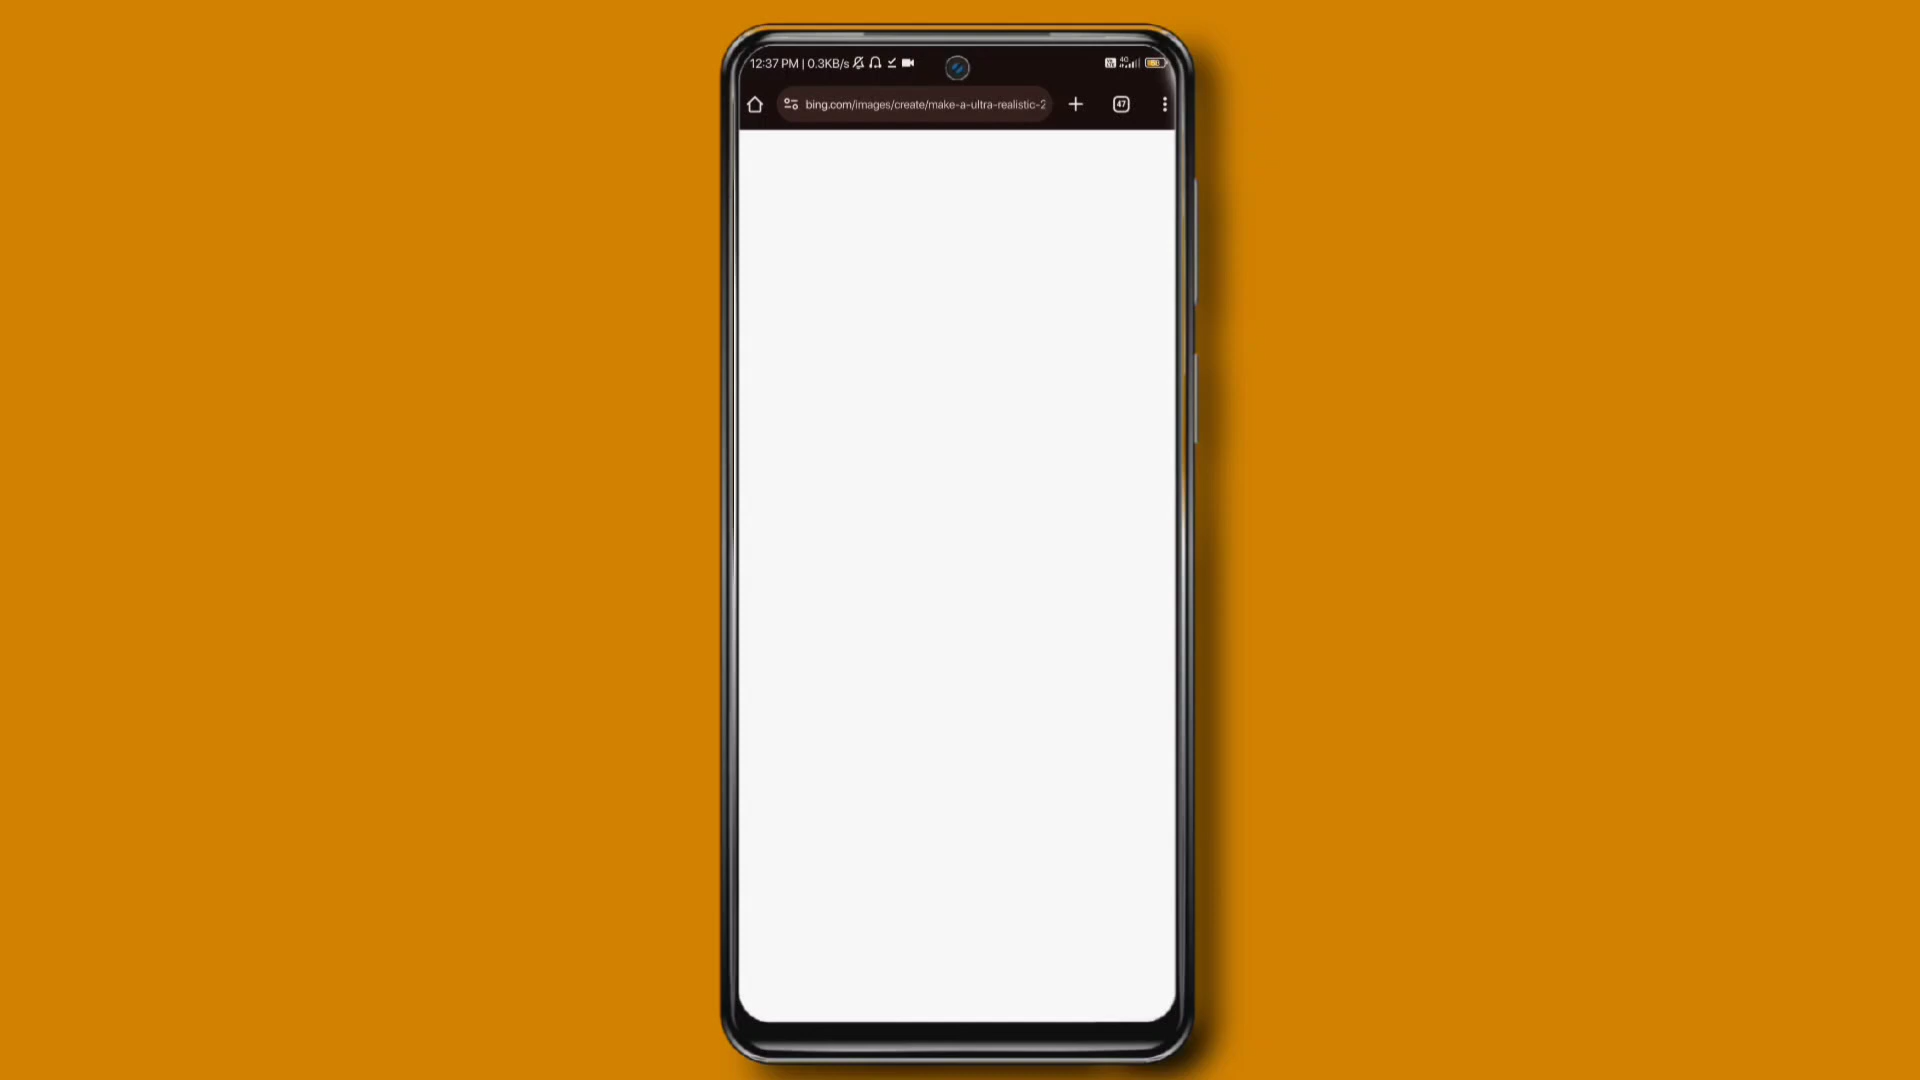 12:37 PM | 0.3KB/s
bing.com/images/create/make-a-ultra-realistic-2
47